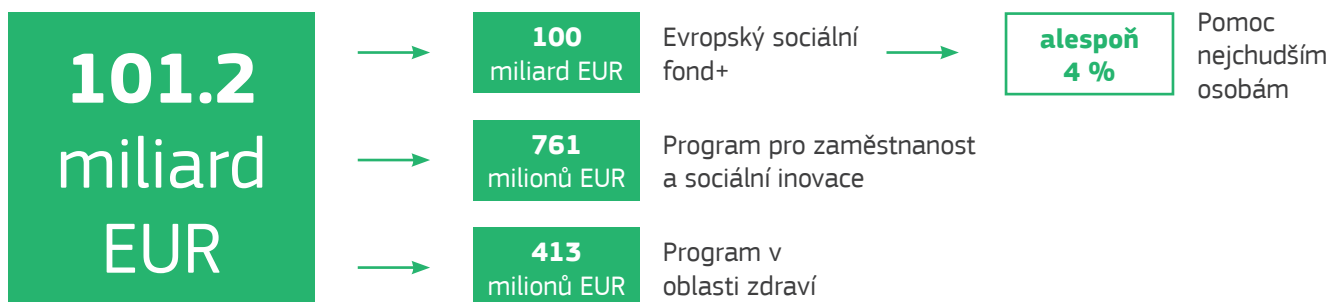 101.2
miliard
EUR
100
miliard EUR
Evropský sociální
fond+
alespoň
4 %
Pomoc
nejchudším
osobám
761
milionů EUR
Program pro zaměstnanost
a sociální inovace
413
milionů EUR
Program v
oblasti zdraví